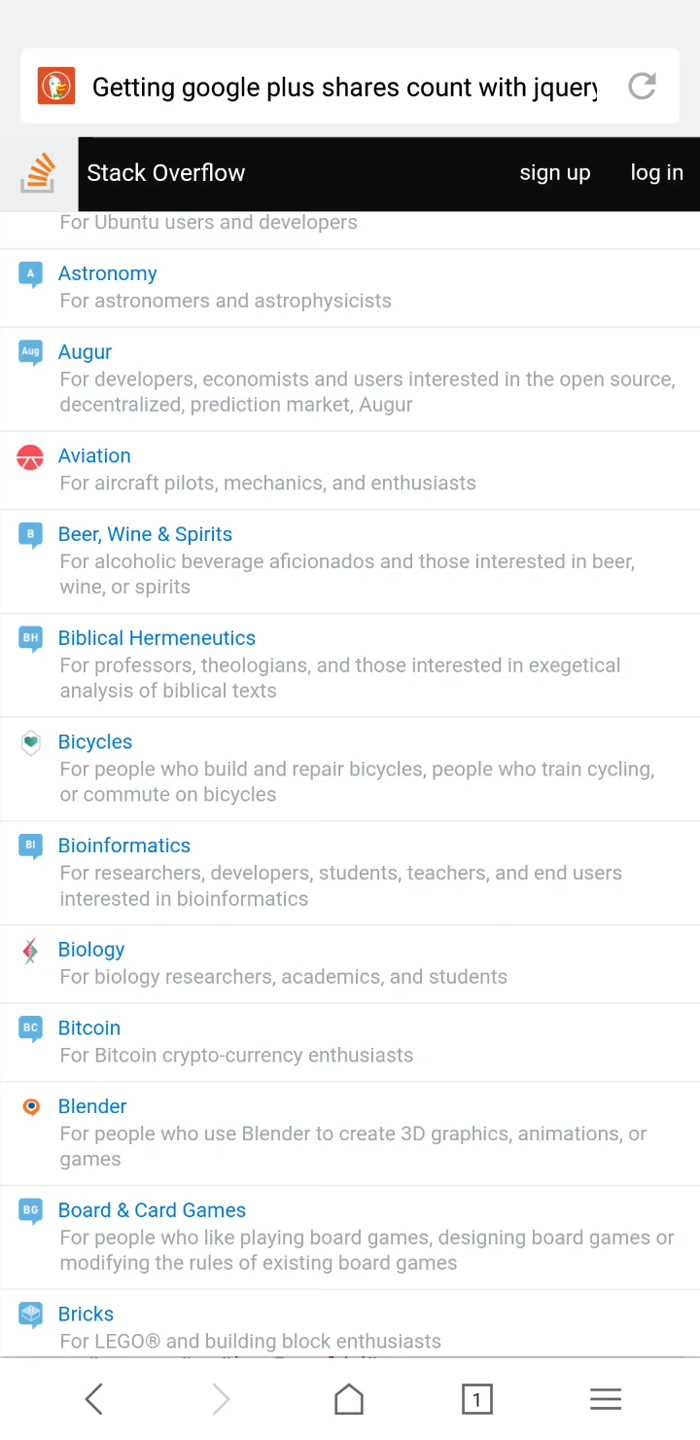 Getting google plus shares count with jquery
Stack Overflow
sign up
log in
For Ubuntu users and developers
A
Astronomy
For astronomers and astrophysicists
Aug
Augur
For developers, economists and users interested in the open source,
decentralized, prediction market, Augur
Aviation
For aircraft pilots, mechanics, and enthusiasts
B
Beer, Wine & Spirits
For alcoholic beverage aficionados and those interested in beer,
wine, or spirits
BH
Biblical Hermeneutics
For professors, theologians, and those interested in exegetical
analysis of biblical texts
Bicycles
For people who build and repair bicycles, people who train cycling,
or commute on bicycles
BI
Bioinformatics
For researchers, developers, students, teachers, and end users
interested in bioinformatics
Biology
For biology researchers, academics, and students
BC
Bitcoin
For Bitcoin crypto-currency enthusiasts
Blender
For people who use Blender to create 3D graphics, animations, or
games
BG
Board & Card Games
For people who like playing board games, designing board games or
modifying the rules of existing board games
Bricks
For LEGO® and building block enthusiasts
1